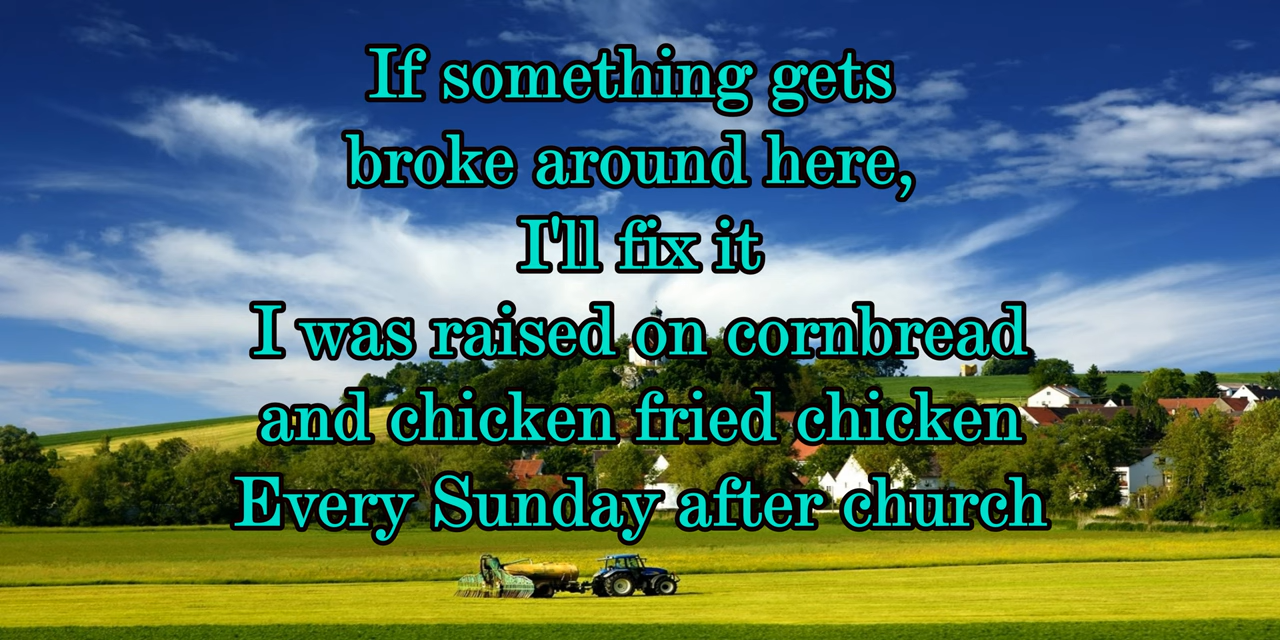 If something gets
broke around here,
I'll fix it
I was raised on cornbread
and chicken fried chicken
Every Sunday after church